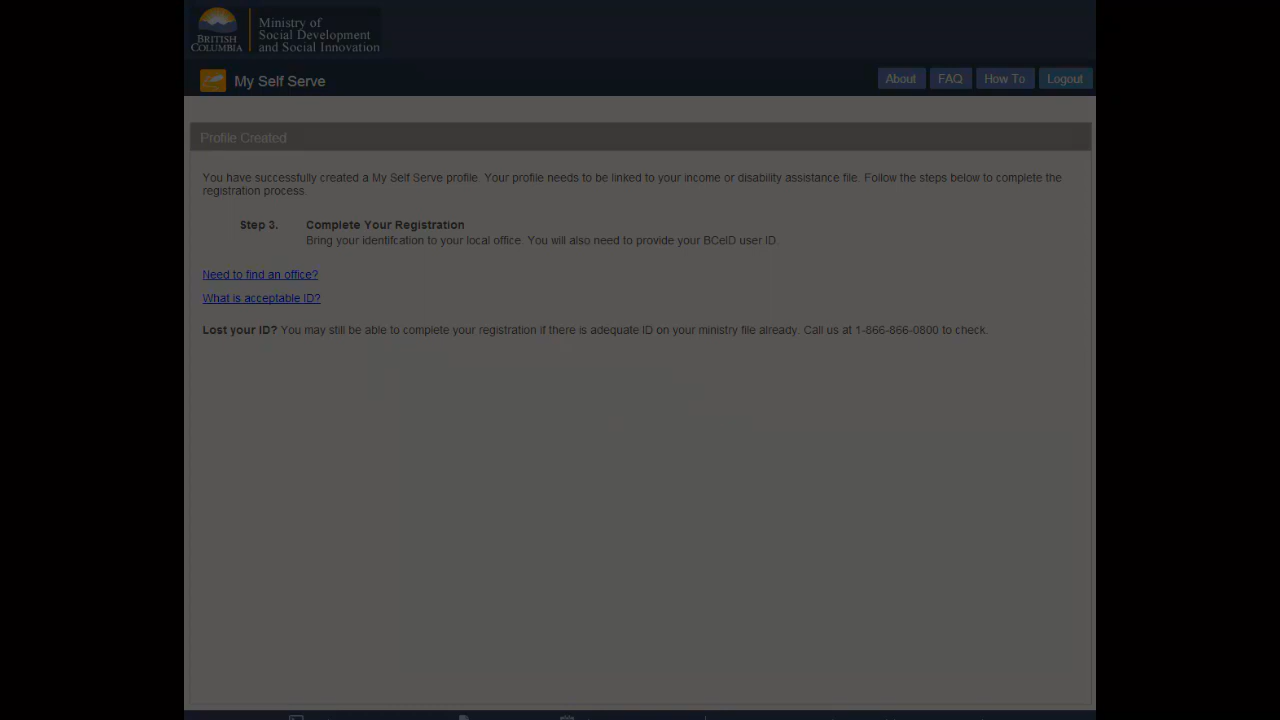 BRITISH
COLUMBIA
Ministry of
Social Development
and Social Innovation
My Self Serve
About FAQ How To Logout
Profile Created
You have successfully created a My Self Serve profile. Your profile needs to be linked to your income or disability assistance file. Follow the steps below to complete the
registration process.
Step 3. Complete Your Registration
Bring your identifcation to your local office. You will also need to provide your BCeID user ID.
Need to find an office?
What is acceptable ID?
Lost your ID? You may still be able to complete your registration if there is adequate ID on your ministry file already. Call us at 1-866-866-0800 to check.